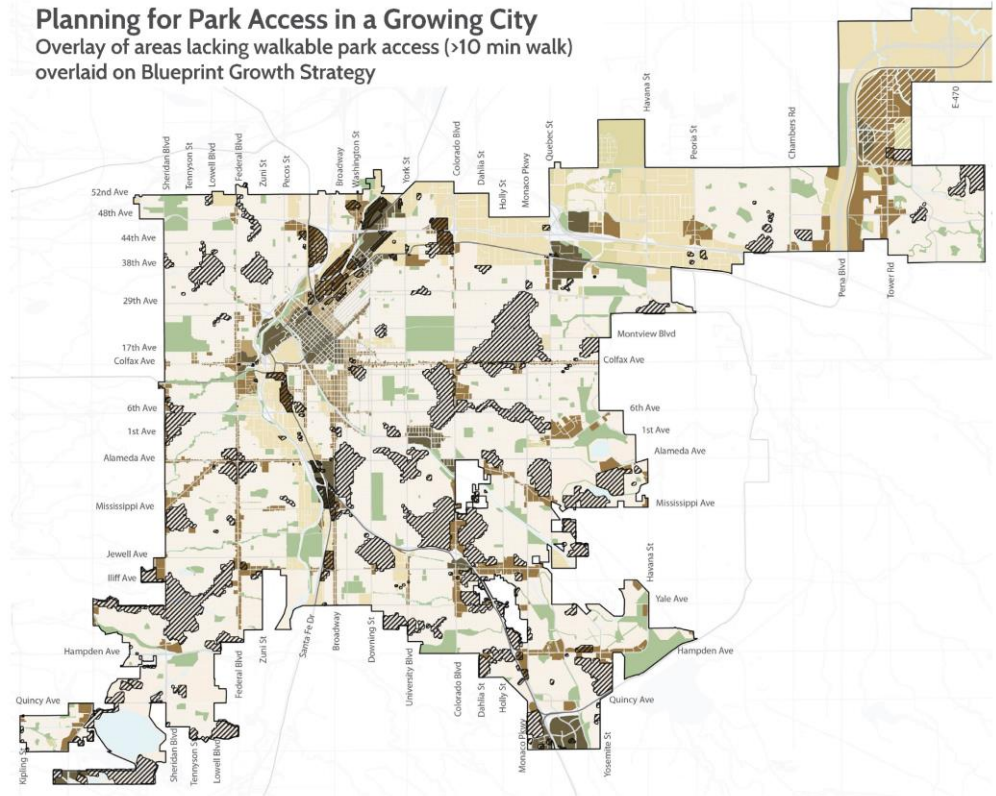 Planning for Park Access in a Growing City
Overlay of areas lacking walkable park access (>10 min walk)
overlaid on Blueprint Growth Strategy
Sheridan Blvd
Tennyson St
Lowell Blvd
Federal Blvd
Zuni St
Pecos St
Broadway
Washington St
York St
Colorado Blvd
Dahlia St
Holly St
Monaco Pkwy
Quebec St
Havana St
Peoria St
Chambers Rd
E-470
52nd Ave
48th Ave
44th Ave
38th Ave
29th Ave
17th Ave
Colfax Ave
6th Ave
1st Ave
Alameda Ave
Mississippi Ave
Jewell Ave
Iliff Ave
Hampden Ave
Quincy Ave
Pena Blvd
Tower Rd
Montview Blvd
Colfax Ave
6th Ave
1st Ave
Alameda Ave
Mississippi Ave
Havana St
Yale Ave
Hampden Ave
Quincy Ave
Kipling St
Sheridan Blvd
Tennyson St
Lowell Blvd
Federal Blvd
Zuni St
Santa Fe Dr
Broadway
Downing St
University Blvd
Colorado Blvd
Dahlia St
Holly St
Monaco Pkwy
Yosemite St